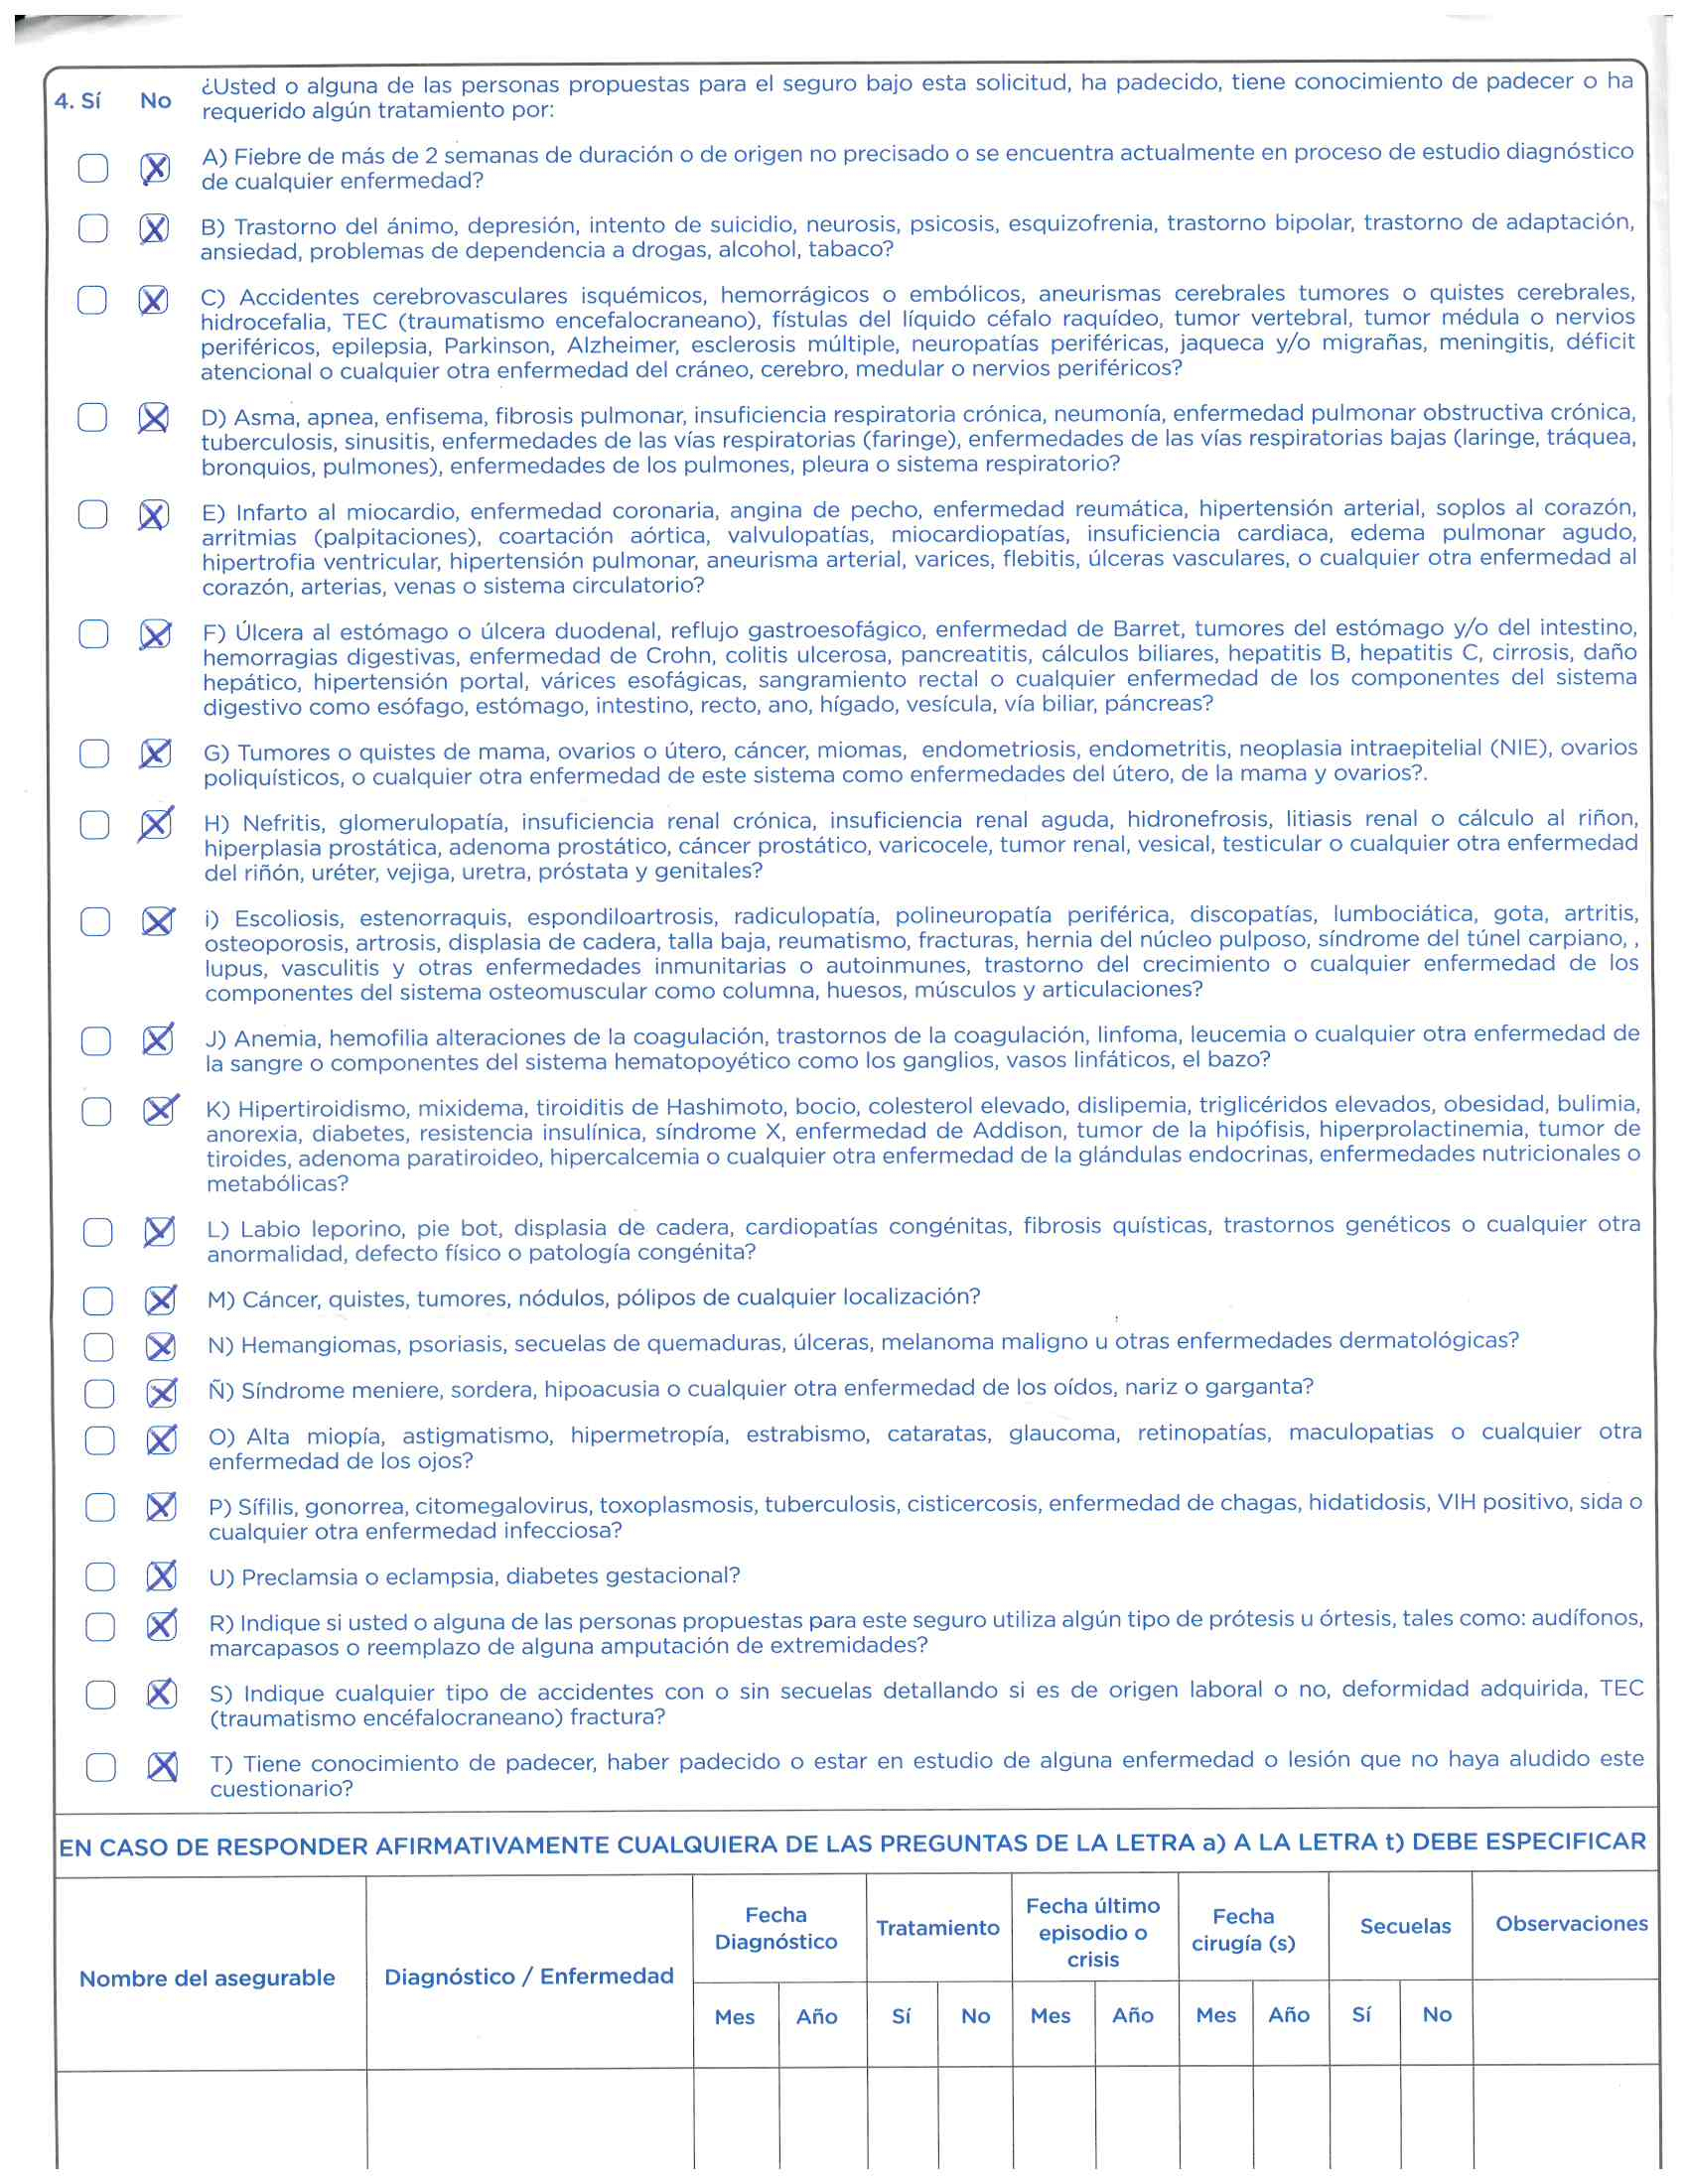 4. Sí No ¿Usted o alguna de las personas propuestas para el seguro bajo esta solicitud, ha padecido, tiene conocimiento de padecer o ha
requerido algún tratamiento por:
A) Fiebre de más de 2 semanas de duración o de origen no precisado o se encuentra actualmente en proceso de estudio diagnóstico
de cualquier enfermedad?
B) Trastorno del ánimo, depresión, intento de suicidio, neurosis, psicosis, esquizofrenia, trastorno bipolar, trastorno de adaptación,
ansiedad, problemas de dependencia a drogas, alcohol, tabaco?
C) Accidentes cerebrovasculares isquémicos, hemorrágicos o embólicos, aneurismas cerebrales tumores o quistes cerebrales,
hidrocefalia, TEC (traumatismo encefalocraneano), fístulas del líquido céfalo raquídeo, tumor vertebral, tumor médula o nervios
periféricos, epilepsia, Parkinson, Alzheimer, esclerosis múltiple, neuropatías periféricas, jaqueca y/o migrañas, meningitis, déficit
atencional o cualquier otra enfermedad del cráneo, cerebro, medular o nervios periféricos?
D) Asma, apnea, enfisema, fibrosis pulmonar, insuficiencia respiratoria crónica, neumonía, enfermedad pulmonar obstructiva crónica,
tuberculosis, sinusitis, enfermedades de las vías respiratorias (faringe), enfermedades de las vías respiratorias bajas (laringe, tráquea,
bronquios, pulmones), enfermedades de los pulmones, pleura o sistema respiratorio?
E) Infarto al miocardio, enfermedad coronaria, angina de pecho, enfermedad reumática, hipertensión arterial, soplos al corazón,
arritmias (palpitaciones), coartación aórtica, valvulopatías, miocardiopatías, insuficiencia cardiaca, edema pulmonar agudo,
hipertrofia ventricular, hipertensión pulmonar, aneurisma arterial, varices, flebitis, úlceras vasculares, o cualquier otra enfermedad al
corazón, arterias, venas o sistema circulatorio?
F) Úlcera al estómago o úlcera duodenal, reflujo gastroesofágico, enfermedad de Barret, tumores del estómago y/o del intestino,
hemorragias digestivas, enfermedad de Crohn, colitis ulcerosa, pancreatitis, cálculos biliares, hepatitis B, hepatitis C, cirrosis, daño
hepático, hipertensión portal, várices esofágicas, sangramiento rectal o cualquier enfermedad de los componentes del sistema
digestivo como esófago, estómago, intestino, recto, ano, hígado, vesícula, vía biliar, páncreas?
G) Tumores o quistes de mama, ovarios o útero, cáncer, miomas, endometriosis, endometritis, neoplasia intraepitelial (NIE), ovarios
poliquísticos, o cualquier otra enfermedad de este sistema como enfermedades del útero, de la mama y ovarios?.
H) Nefritis, glomerulopatía, insuficiencia renal crónica, insuficiencia renal aguda, hidronefrosis, litiasis renal o cálculo al riñon,
hiperplasia prostática, adenoma prostático, cáncer prostático, varicocele, tumor renal, vesical, testicular o cualquier otra enfermedad
del riñón, uréter, vejiga, uretra, próstata y genitales?
i) Escoliosis, estenorraquis, espondiloartrosis, radiculopatía, polineuropatía periférica, discopatías, lumbociática, gota, artritis,
osteoporosis, artrosis, displasia de cadera, talla baja, reumatismo, fracturas, hernia del núcleo pulposo, síndrome del túnel carpiano, ,
lupus, vasculitis y otras enfermedades inmunitarias o autoinmunes, trastorno del crecimiento o cualquier enfermedad de los
componentes del sistema osteomuscular como columna, huesos, músculos y articulaciones?
J) Anemia, hemofilia alteraciones de la coagulación, trastornos de la coagulación, linfoma, leucemia o cualquier otra enfermedad de
la sangre o componentes del sistema hematopoyético como los ganglios, vasos linfáticos, el bazo?
K) Hipertiroidismo, mixidema, tiroiditis de Hashimoto, bocio, colesterol elevado, dislipemia, triglicéridos elevados, obesidad, bulimia,
anorexia, diabetes, resistencia insulínica, síndrome X, enfermedad de Addison, tumor de la hipófisis, hiperprolactinemia, tumor de
tiroides, adenoma paratiroideo, hipercalcemia o cualquier otra enfermedad de la glándulas endocrinas, enfermedades nutricionales o
metabólicas?
L) Labio leporino, pie bot, displasia de cadera, cardiopatías congénitas, fibrosis quísticas, trastornos genéticos o cualquier otra
anormalidad, defecto físico o patología congénita?
M) Cáncer, quistes, tumores, nódulos, pólipos de cualquier localización?
N) Hemangiomas, psoriasis, secuelas de quemaduras, úlceras, melanoma maligno u otras enfermedades dermatológicas?
Ñ) Síndrome meniere, sordera, hipoacusia o cualquier otra enfermedad de los oídos, nariz o garganta?
O) Alta miopía, astigmatismo, hipermetropía, estrabismo, cataratas, glaucoma, retinopatías, maculopatias o cualquier otra
enfermedad de los ojos?
P) Sífilis, gonorrea, citomegalovirus, toxoplasmosis, tuberculosis, cisticercosis, enfermedad de chagas, hidatidosis, VIH positivo, sida o
cualquier otra enfermedad infecciosa?
U) Preclamsia o eclampsia, diabetes gestacional?
R) Indique si usted o alguna de las personas propuestas para este seguro utiliza algún tipo de prótesis u órtesis, tales como: audífonos,
marcapasos o reemplazo de alguna amputación de extremidades?
S) Indique cualquier tipo de accidentes con o sin secuelas detallando si es de origen laboral o no, deformidad adquirida, TEC
(traumatismo encéfalocraneano) fractura?
T) Tiene conocimiento de padecer, haber padecido o estar en estudio de alguna enfermedad o lesión que no haya aludido este
cuestionario?
EN CASO DE RESPONDER AFIRMATIVAMENTE CUALQUIERA DE LAS PREGUNTAS DE LA LETRA a) A LA LETRA t) DEBE ESPECIFICAR
Nombre del asegurable
Diagnóstico / Enfermedad
Fecha
Diagnóstico
Tratamiento
Fecha último
episodio o
crisis
Fecha
cirugía (s)
Secuelas
Observaciones
Mes Año Sí No Mes Año Mes Año Sí No